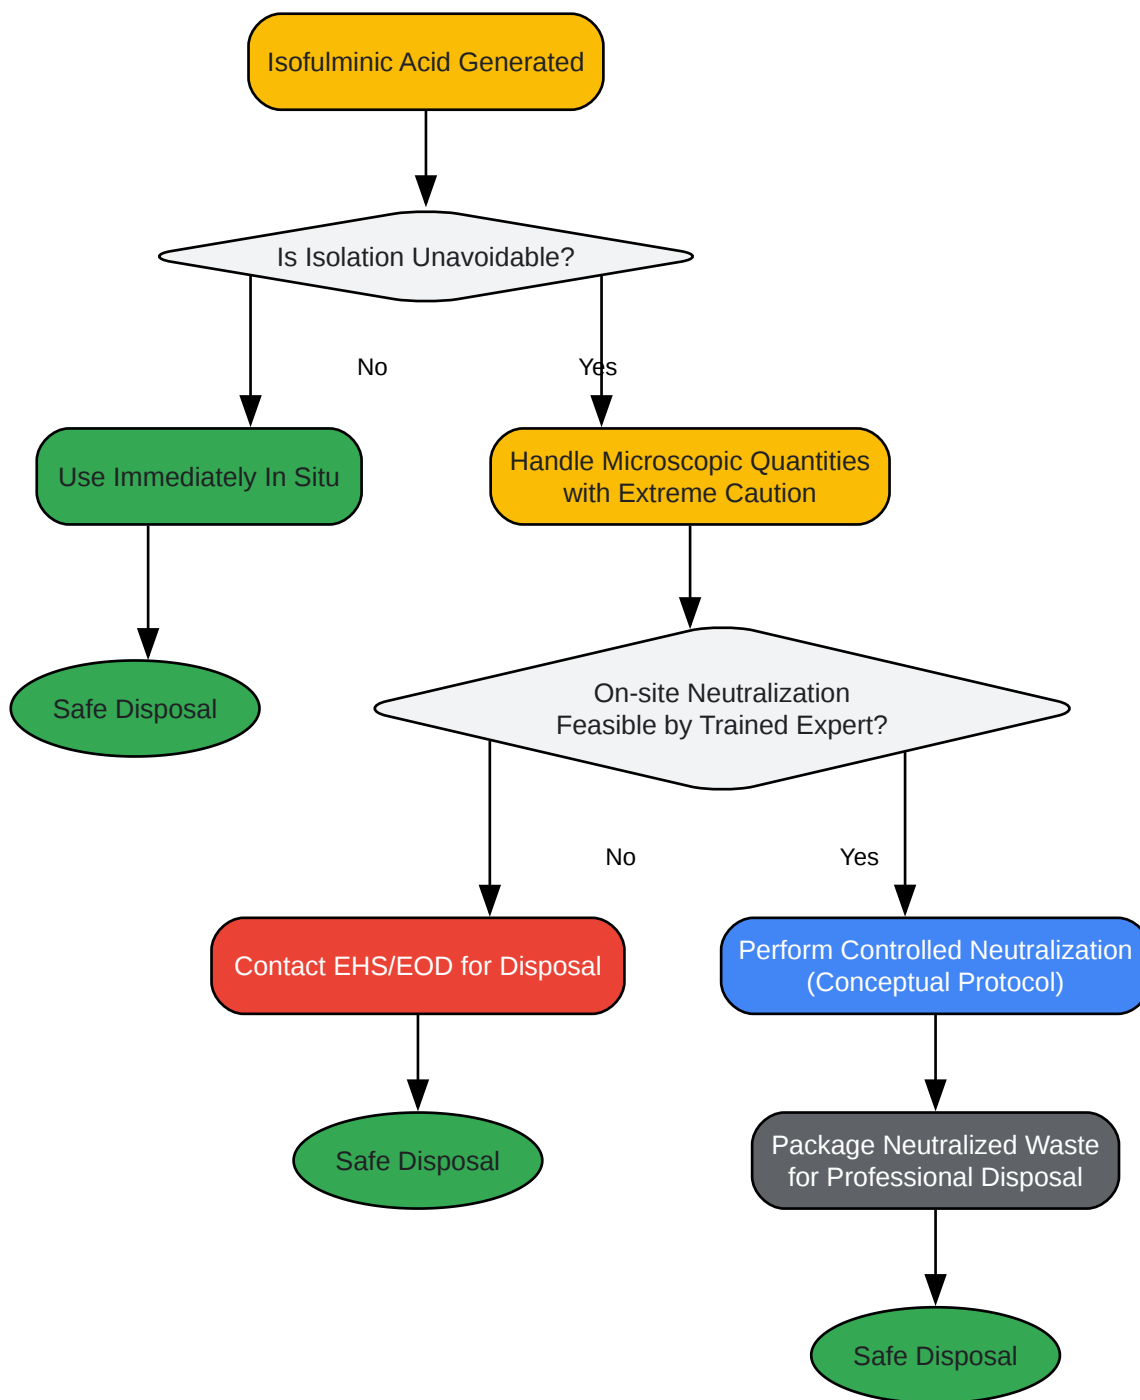 Isofulminic Acid Generated
Is Isolation Unavoidable?
No
Yes
Use Immediately In Situ
Handle Microscopic Quantities
with Extreme Caution
Safe Disposal
On-site Neutralization
Feasible by Trained Expert?
No
Yes
Contact EHS/EOD for Disposal
Perform Controlled Neutralization
(Conceptual Protocol)
Safe Disposal
Package Neutralized Waste
for Professional Disposal
Safe Disposal